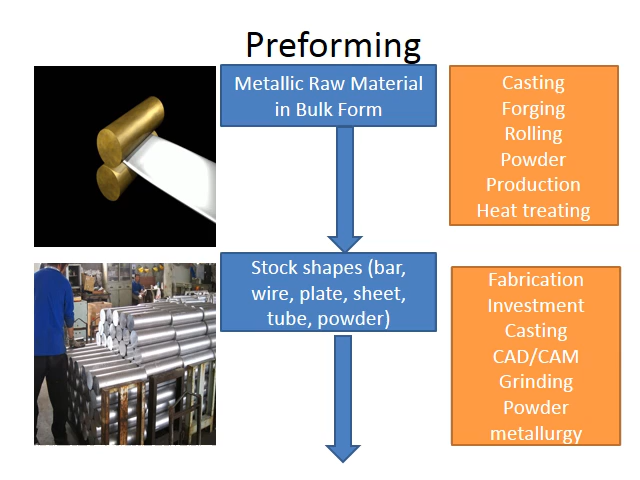 Preforming
Metallic Raw Material
in Bulk Form
Casting
Forging
Rolling
Powder
Production
Heat treating
Stock shapes (bar,
wire, plate, sheet,
tube, powder)
Fabrication
Investment
Casting
CAD/CAM
Grinding
Powder
metallurgy